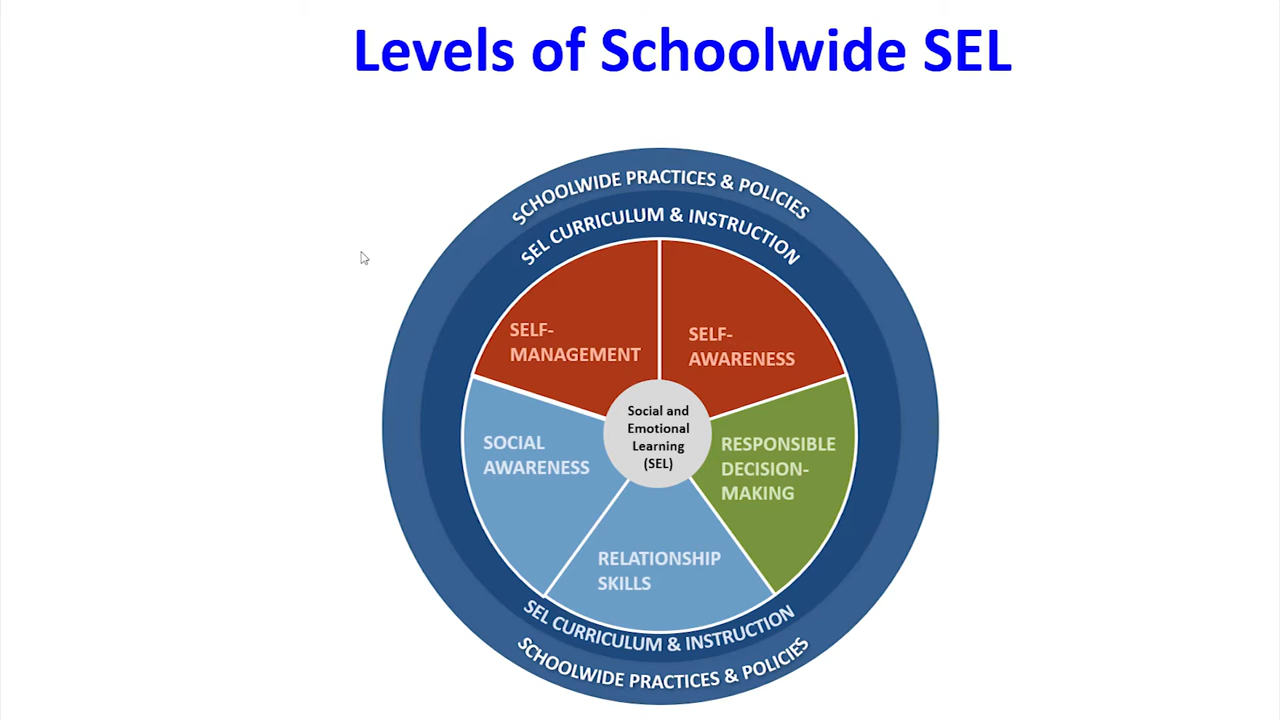 Levels of Schoolwide SEL
SCHOOLWIDE PRACTICES & POLICIES
SEL CURRICULUM & INSTRUCTION
SELF-
MANAGEMENT
SELF-
AWARENESS
Social and
Emotional
Learning
(SEL)
SOCIAL
AWARENESS
RESPONSIBLE
DECISION-
MAKING
RELATIONSHIP
SKILLS
SEL CURRICULUM & INSTRUCTION
SCHOOLWIDE PRACTICES & POLICIES